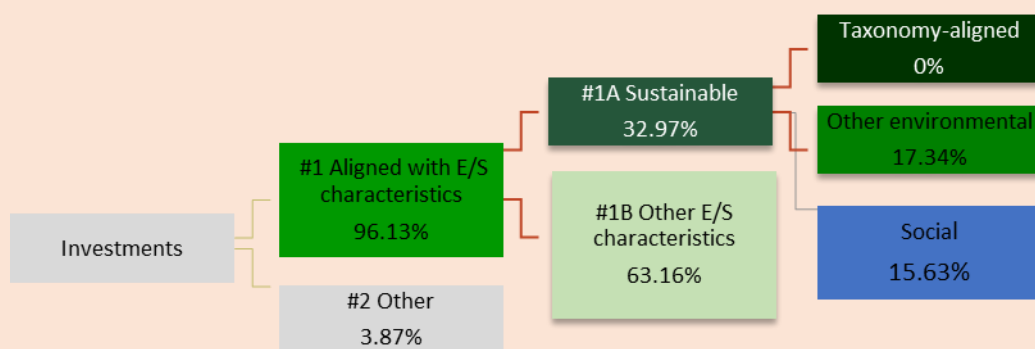 Investments
#1 Aligned with E/S
characteristics
96.13%
#2 Other
3.87%
#1A Sustainable
32.97%
#1B Other E/S
characteristics
63.16%
Taxonomy-aligned
0%
Other environmental
17.34%
Social
15.63%